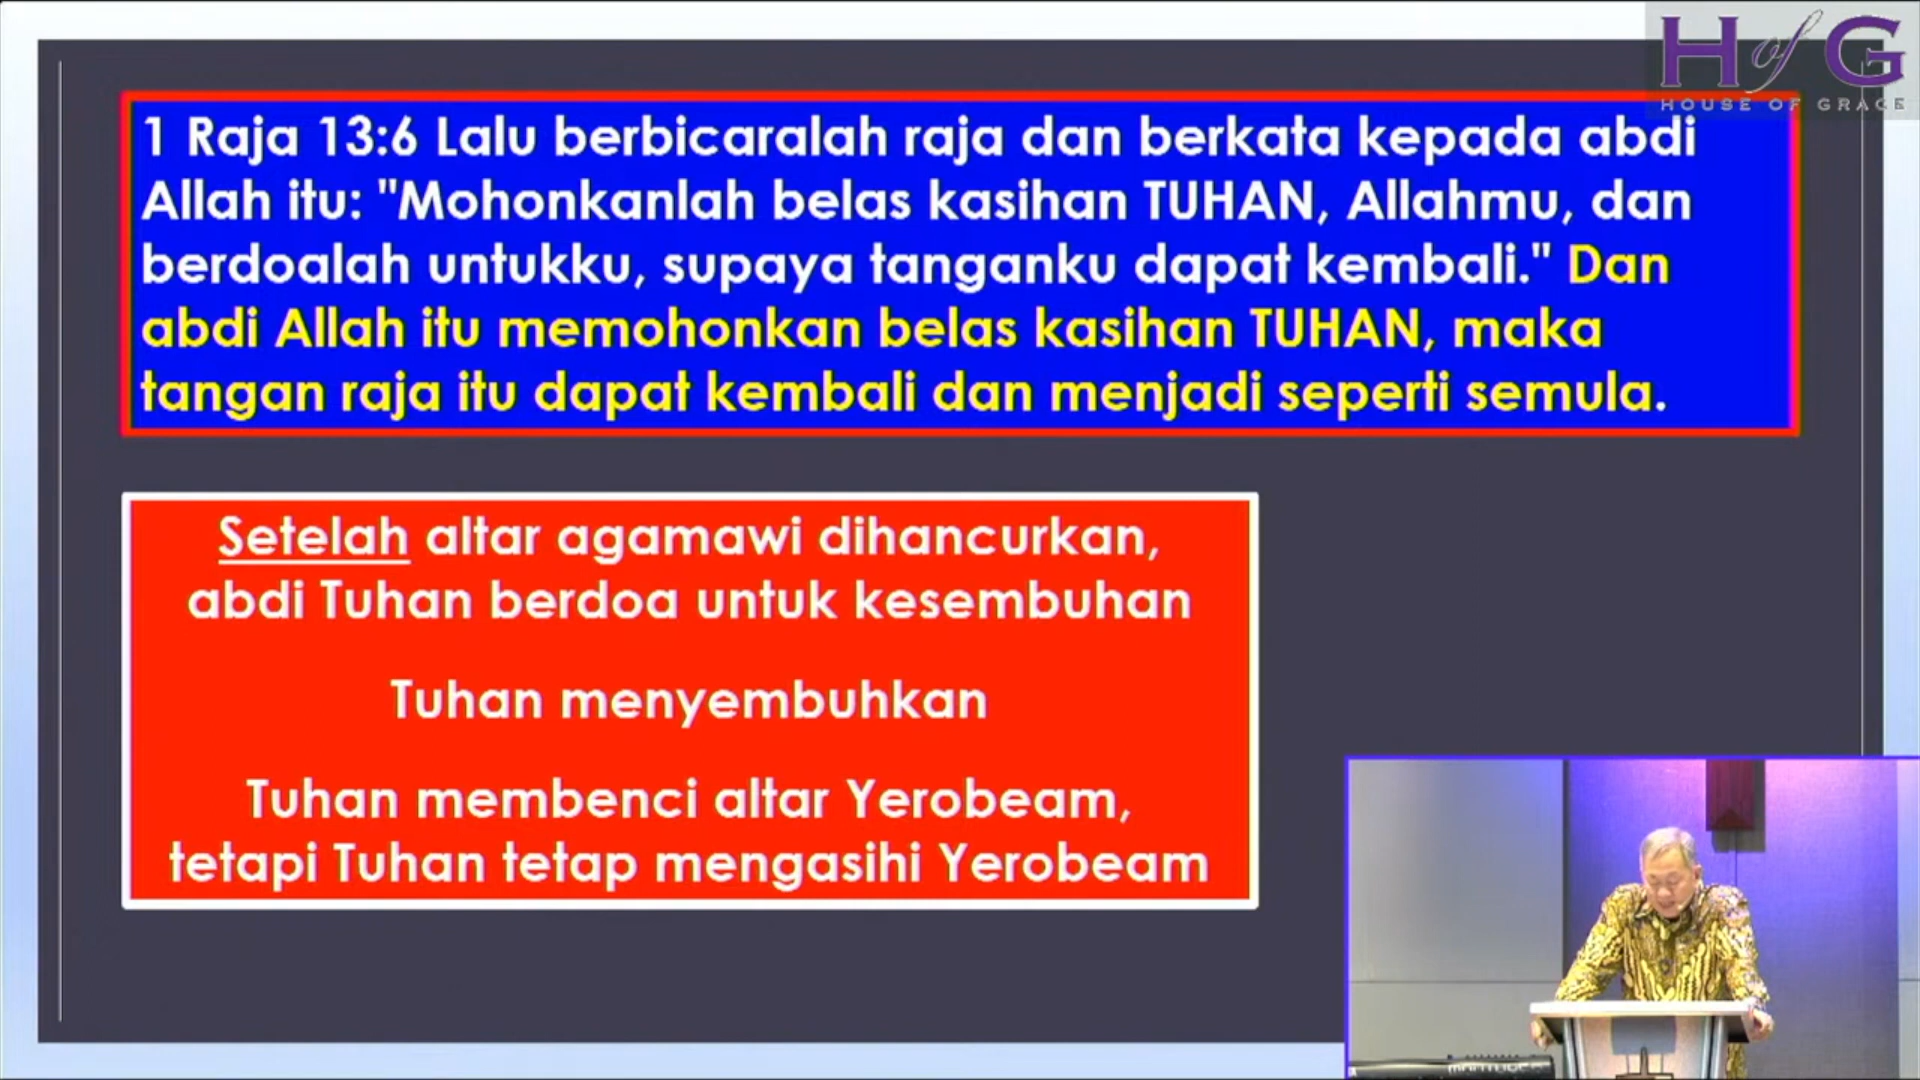 H of G
HOUSE OF GRACE
1 Raja 13:6 Lalu berbicaralah raja dan berkata kepada abdi
Allah itu: "Mohonkanlah belas kasihan TUHAN, Allahmu, dan
berdoalah untukku, supaya tanganku dapat kembali." Dan
abdi Allah itu memohonkan belas kasihan TUHAN, maka
tangan raja itu dapat kembali dan menjadi seperti semula.
Setelah altar agamawi dihancurkan,
abdi Tuhan berdoa untuk kesembuhan
Tuhan menyembuhkan
Tuhan membenci altar Yerobeam,
tetapi Tuhan tetap mengasihi Yerobeam